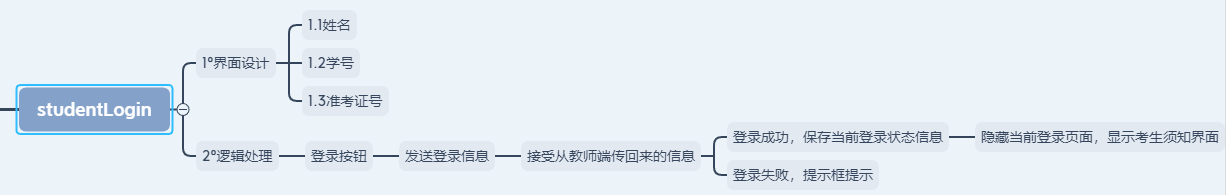 studentLogin
1°界面设计
1.1姓名
1.2学号
1.3准考证号
2°逻辑处理
登录按钮
发送登录信息
接受从教师端传回来的信息
登录成功，保存当前登录状态信息
隐藏当前登录页面，显示考生须知界面
登录失败，提示框提示